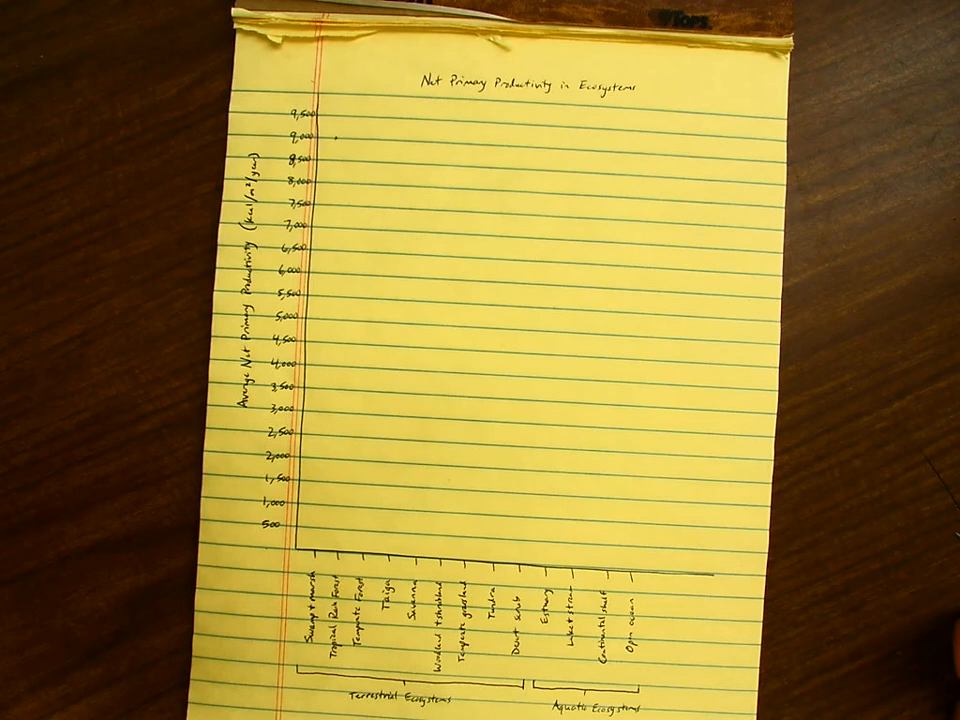 TOPS
Net Primary Productivity in Ecosystems
Average Net Primary Productivity (kcal/m²/year)
9,500
9,000
8,500
8,000
7,500
7,000
6,500
6,000
5,500
5,000
4,500
4,000
3,500
3,000
2,500
2,000
1,500
1,000
500
Swamp + marsh
Tropical Rain Forest
Temperate Forest
Taiga
Savanna
Woodland + shrubland
Temperate grassland
Tundra
Desert scrub
Estuary
Lake + stream
Continental shelf
Open ocean
Terrestrial Ecosystems
Aquatic Ecosystems